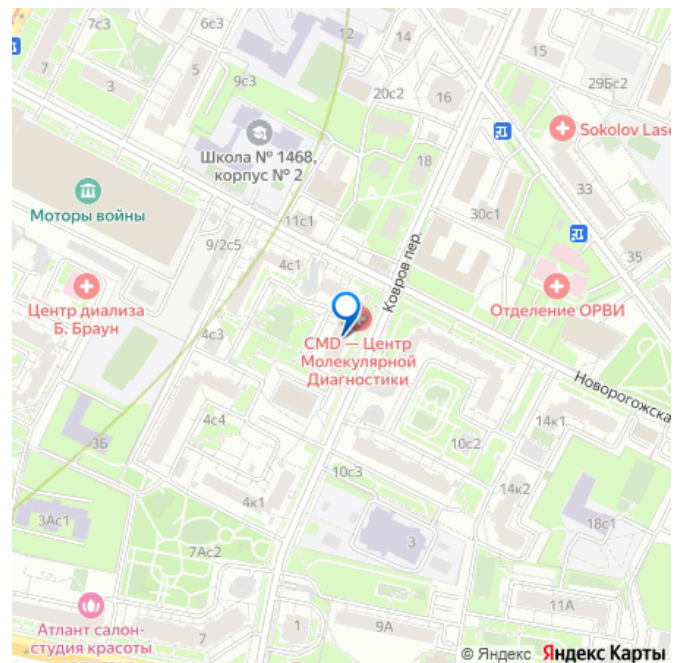 7с3
6с3
12
14
15
7
3
5
9с3
20с2
16
29Бс2
Sokolov Lase
Школа № 1468,
корпус № 2
18
33
Моторы войны
11с1
30с1
9/2с5
35
Ковров пер.
4с1
Центр диализа
Б. Браун
Отделение ОРВИ
4с3
CMD — Центр
Молекулярной
Диагностики
Новорогожска
4с4
14к1
3Б
10с2
10с3
14к2
4к1
3Ас1
18с1
7Ас2
3
11А
Атлант салон-
студия красоты
7
1
9А
© Яндекс Яндекс Карты